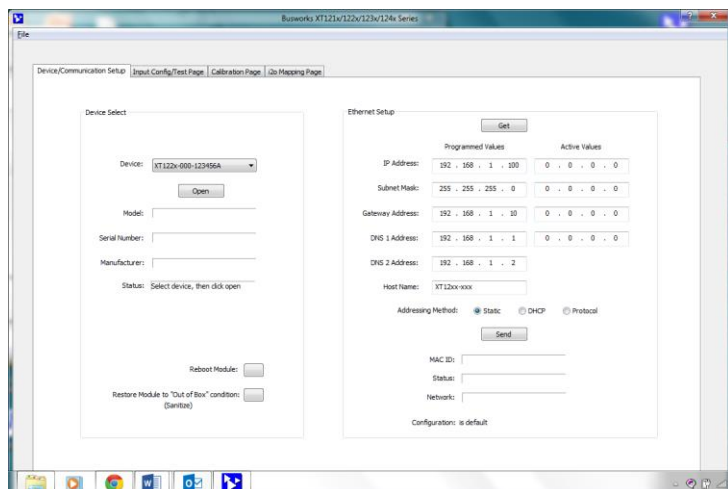 Busworks XT121x/122x/123x/124x Series
File
Device/Communication Setup Input Config/Test Page Calibration Page i2o Mapping Page
Device Select
Device: XT122x-000-123456A
Open
Model:
Serial Number:
Manufacturer:
Status: Select device, then click open
Reboot Module:
Restore Module to "Out of Box" condition:
(Sanitize)
Ethernet Setup
Get
Programmed Values Active Values
IP Address: 192 . 168 . 1 . 100 0 . 0 . 0 . 0
Subnet Mask: 255 . 255 . 255 . 0 0 . 0 . 0 . 0
Gateway Address: 192 . 168 . 1 . 10 0 . 0 . 0 . 0
DNS 1 Address: 192 . 168 . 1 . 1 0 . 0 . 0 . 0
DNS 2 Address: 192 . 168 . 1 . 2
Host Name: XT12xx-xxx
Addressing Method: Static DHCP Protocol
Send
MAC ID:
Status:
Network:
Configuration: is default